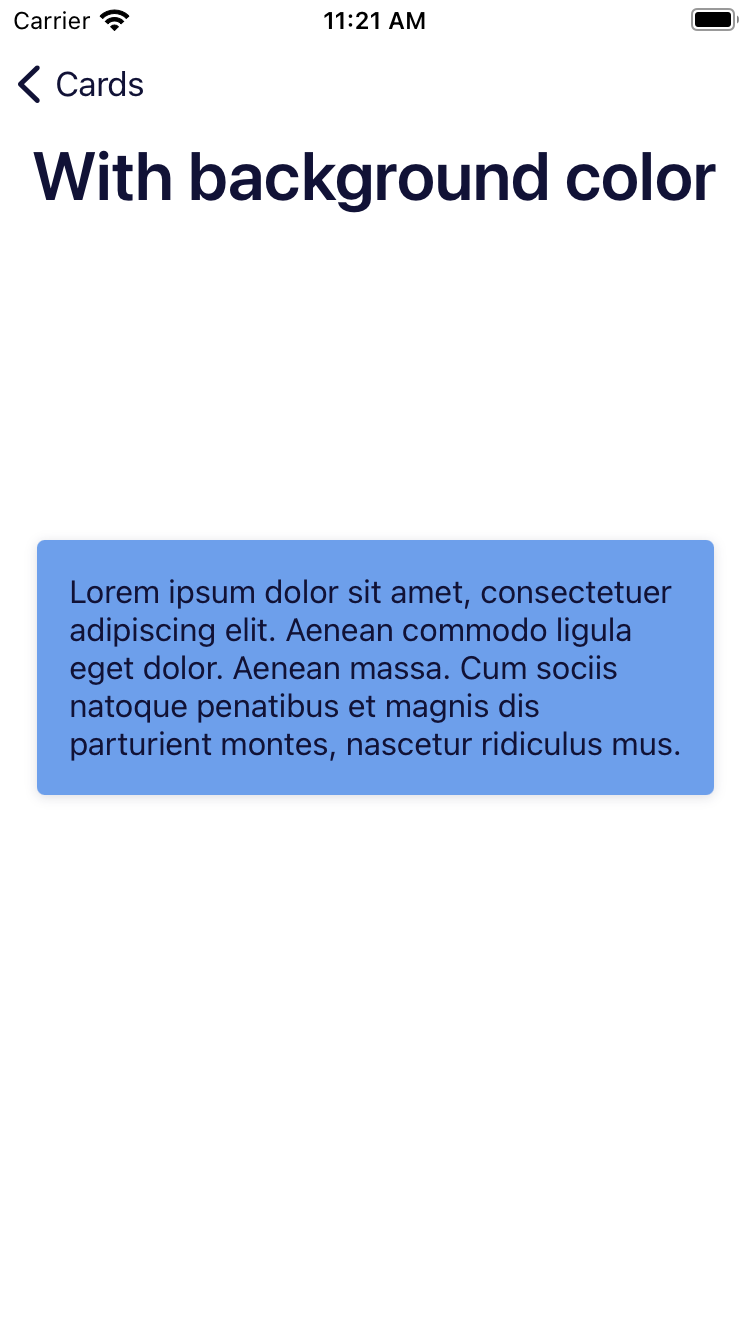 Carrier
11:21 AM
Cards
With background color
Lorem ipsum dolor sit amet, consectetuer
adipiscing elit. Aenean commodo ligula
eget dolor. Aenean massa. Cum sociis
natoque penatibus et magnis dis
parturient montes, nascetur ridiculus mus.